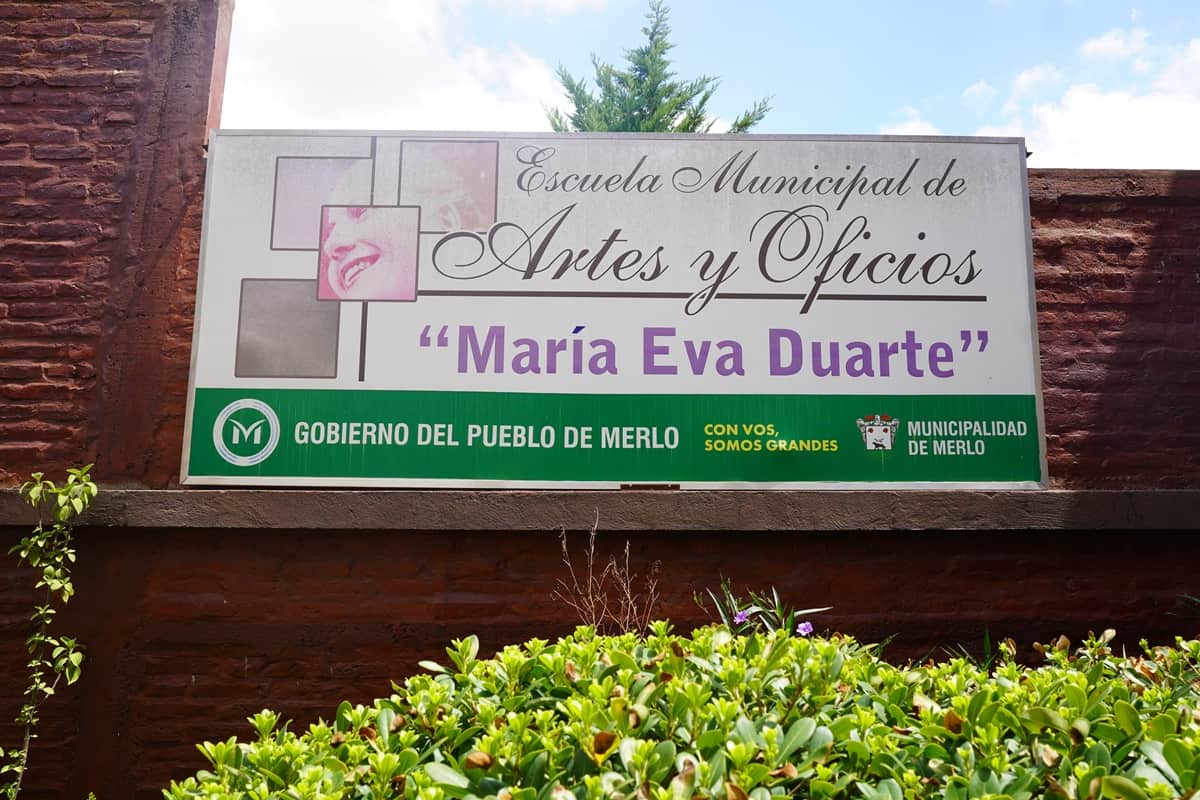 Escuela Municipal de
Artes y Oficios
“María Eva Duarte”
GOBIERNO DEL PUEBLO DE MERLO
CON VOS,
SOMOS GRANDES
MUNICIPALIDAD
DE MERLO